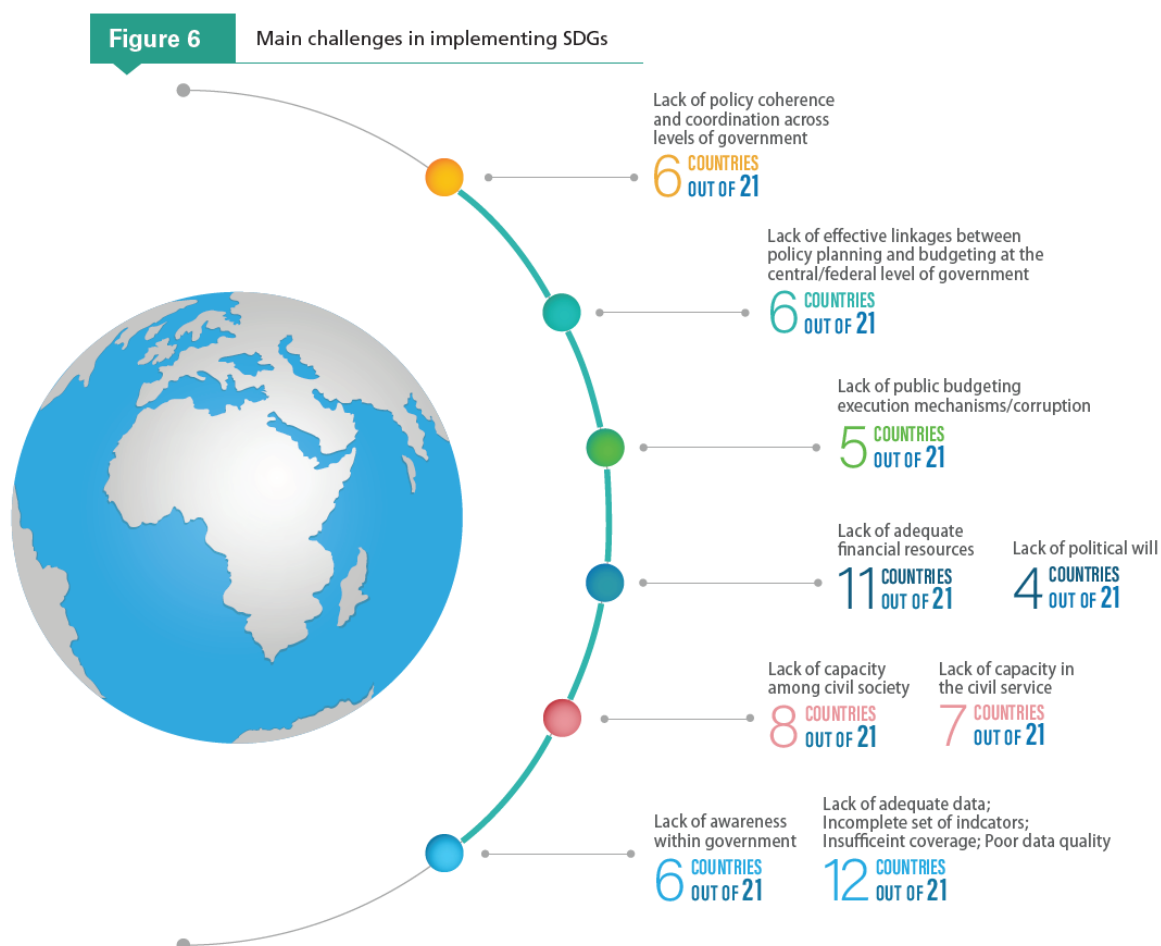 Figure 6
Main challenges in implementing SDGs
Lack of policy coherence
and coordination across
levels of government
6 COUNTRIES
OUT OF 21
Lack of effective linkages between
policy planning and budgeting at the
central/federal level of government
6 COUNTRIES
OUT OF 21
Lack of public budgeting
execution mechanisms/corruption
5 COUNTRIES
OUT OF 21
Lack of adequate
financial resources
11 COUNTRIES
OUT OF 21
Lack of political will
4 COUNTRIES
OUT OF 21
Lack of capacity
among civil society
8 COUNTRIES
OUT OF 21
Lack of capacity in
the civil service
7 COUNTRIES
OUT OF 21
Lack of awareness
within government
6 COUNTRIES
OUT OF 21
Lack of adequate data;
Incomplete set of indcators;
Insufficeint coverage; Poor data quality
12 COUNTRIES
OUT OF 21